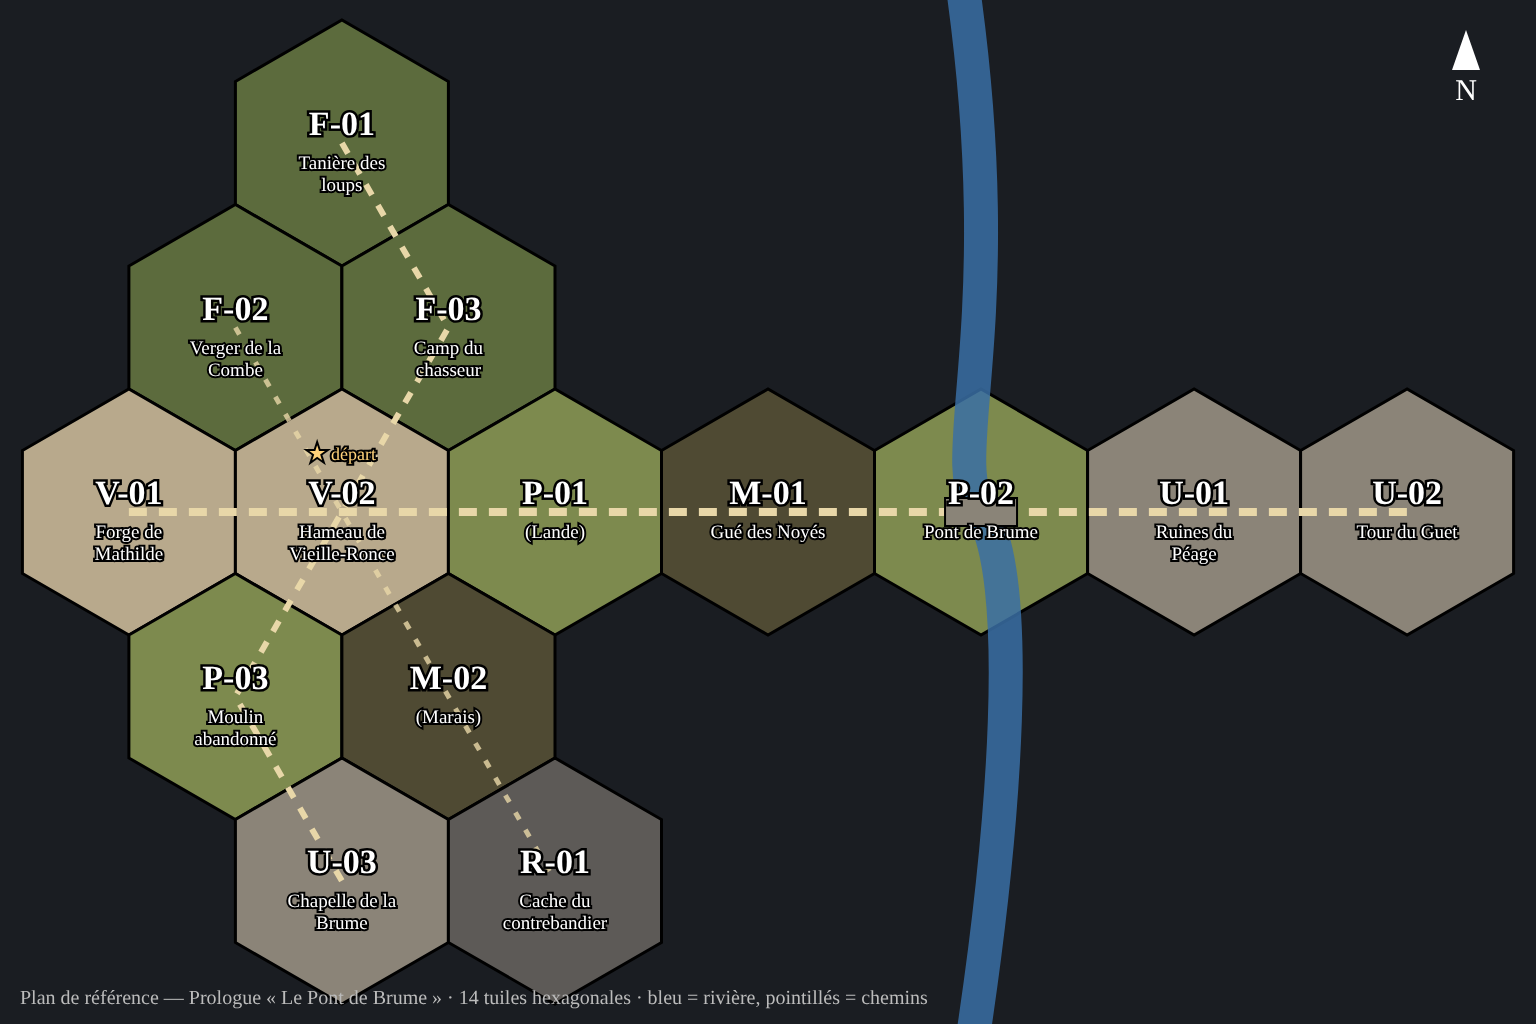 N
F-01
Tanière des
loups
F-02
Verger de la
Combe
F-03
Camp du
chasseur
V-01
Forge de
Mathilde
départ
V-02
Hameau de
Vieille-Ronce
P-01
(Lande)
M-01
Gué des Noyés
P-02
Pont de Brume
U-01
Ruines du
Péage
U-02
Tour du Guet
P-03
Moulin
abandonné
M-02
(Marais)
U-03
Chapelle de la
Brume
R-01
Cache du
contrebandier
Plan de référence — Prologue « Le Pont de Brume » · 14 tuiles hexagonales · bleu = rivière, pointillés = chemins